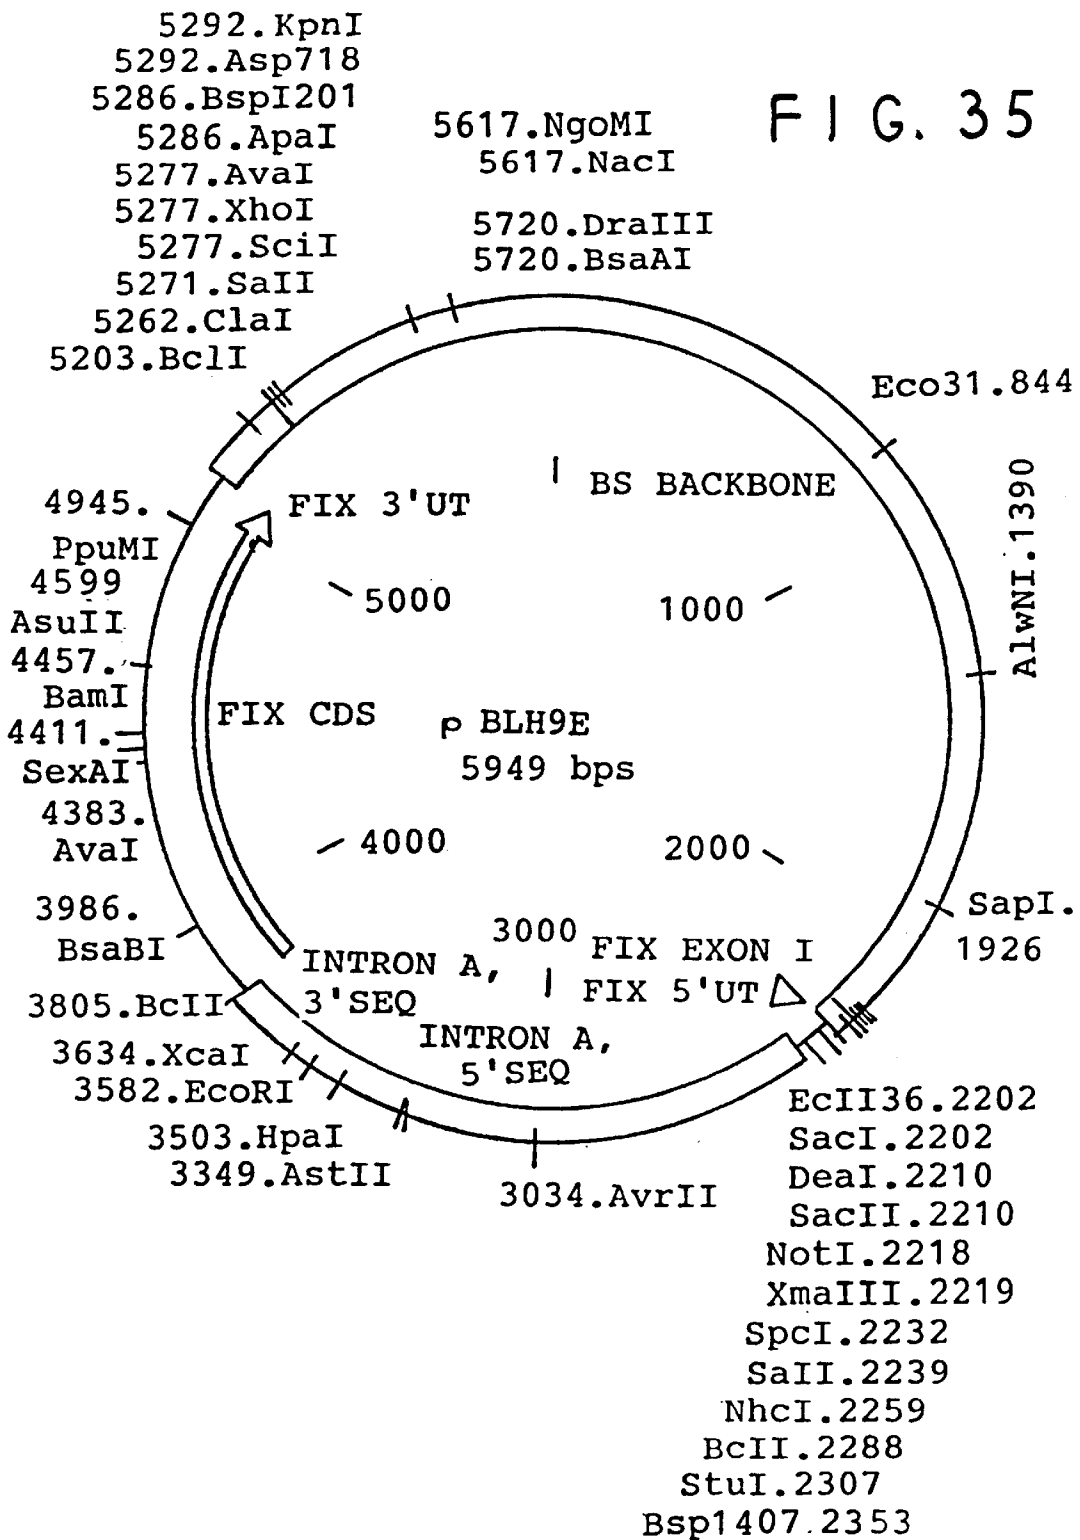 FIG. 35
5292.KpnI
5292.Asp718
5286.BspI201
5286.ApaI
5277.AvaI
5277.XhoI
5277.SciI
5271.SaII
5262.ClaI
5203.BclI
5617.NgoMI
5617.NacI
5720.DraIII
5720.BsaAI
Eco31.844
AlwNI.1390
SapI.
1926
BS BACKBONE
FIX 3'UT
5000
1000
4945.
PpuMI
4599
AsuII
4457.
BamI
4411.
SexAI
4383.
AvaI
3986.
BsaBI
FIX CDS
p BLH9E
5949 bps
4000
2000
3000
FIX EXON I
FIX 5'UT
INTRON A,
3'SEQ
INTRON A,
5'SEQ
3805.BcII
3634.XcaI
3582.EcoRI
3503.HpaI
3349.AstII
3034.AvrII
EcII36.2202
SacI.2202
DeaI.2210
SacII.2210
NotI.2218
XmaIII.2219
SpcI.2232
SaII.2239
NhcI.2259
BcII.2288
StuI.2307
Bsp1407.2353